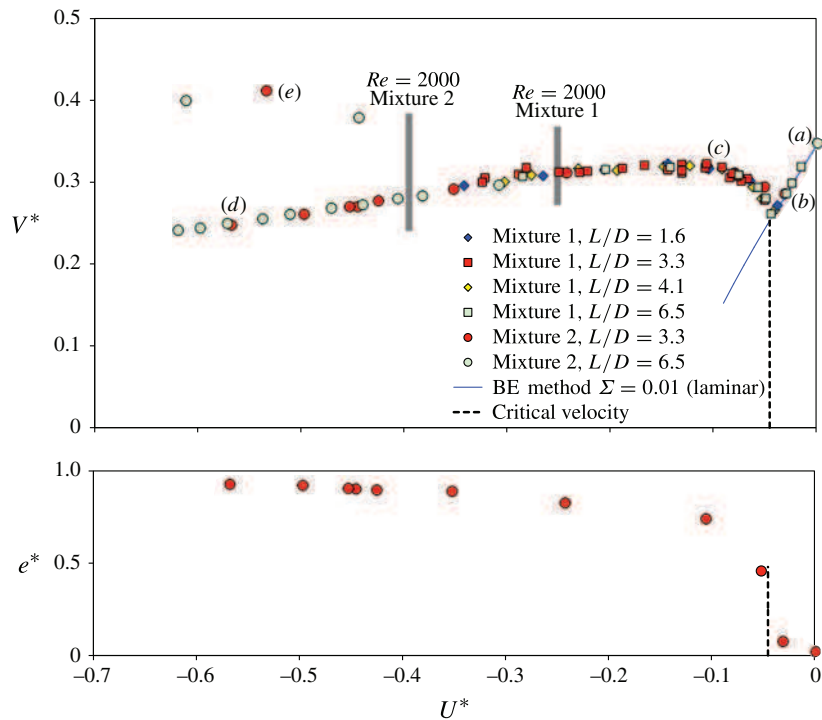 0.5
0.4
0.3
0.2
0.1
0
V*
(e)
Re = 2000
Mixture 2
Re = 2000
Mixture 1
(c)
(a)
(b)
(d)
Mixture 1, L/D = 1.6
Mixture 1, L/D = 3.3
Mixture 1, L/D = 4.1
Mixture 1, L/D = 6.5
Mixture 2, L/D = 3.3
Mixture 2, L/D = 6.5
BE method Σ = 0.01 (laminar)
Critical velocity
1.0
0.5
0
e*
−0.7 −0.6 −0.5 −0.4 −0.3 −0.2 −0.1 0
U*